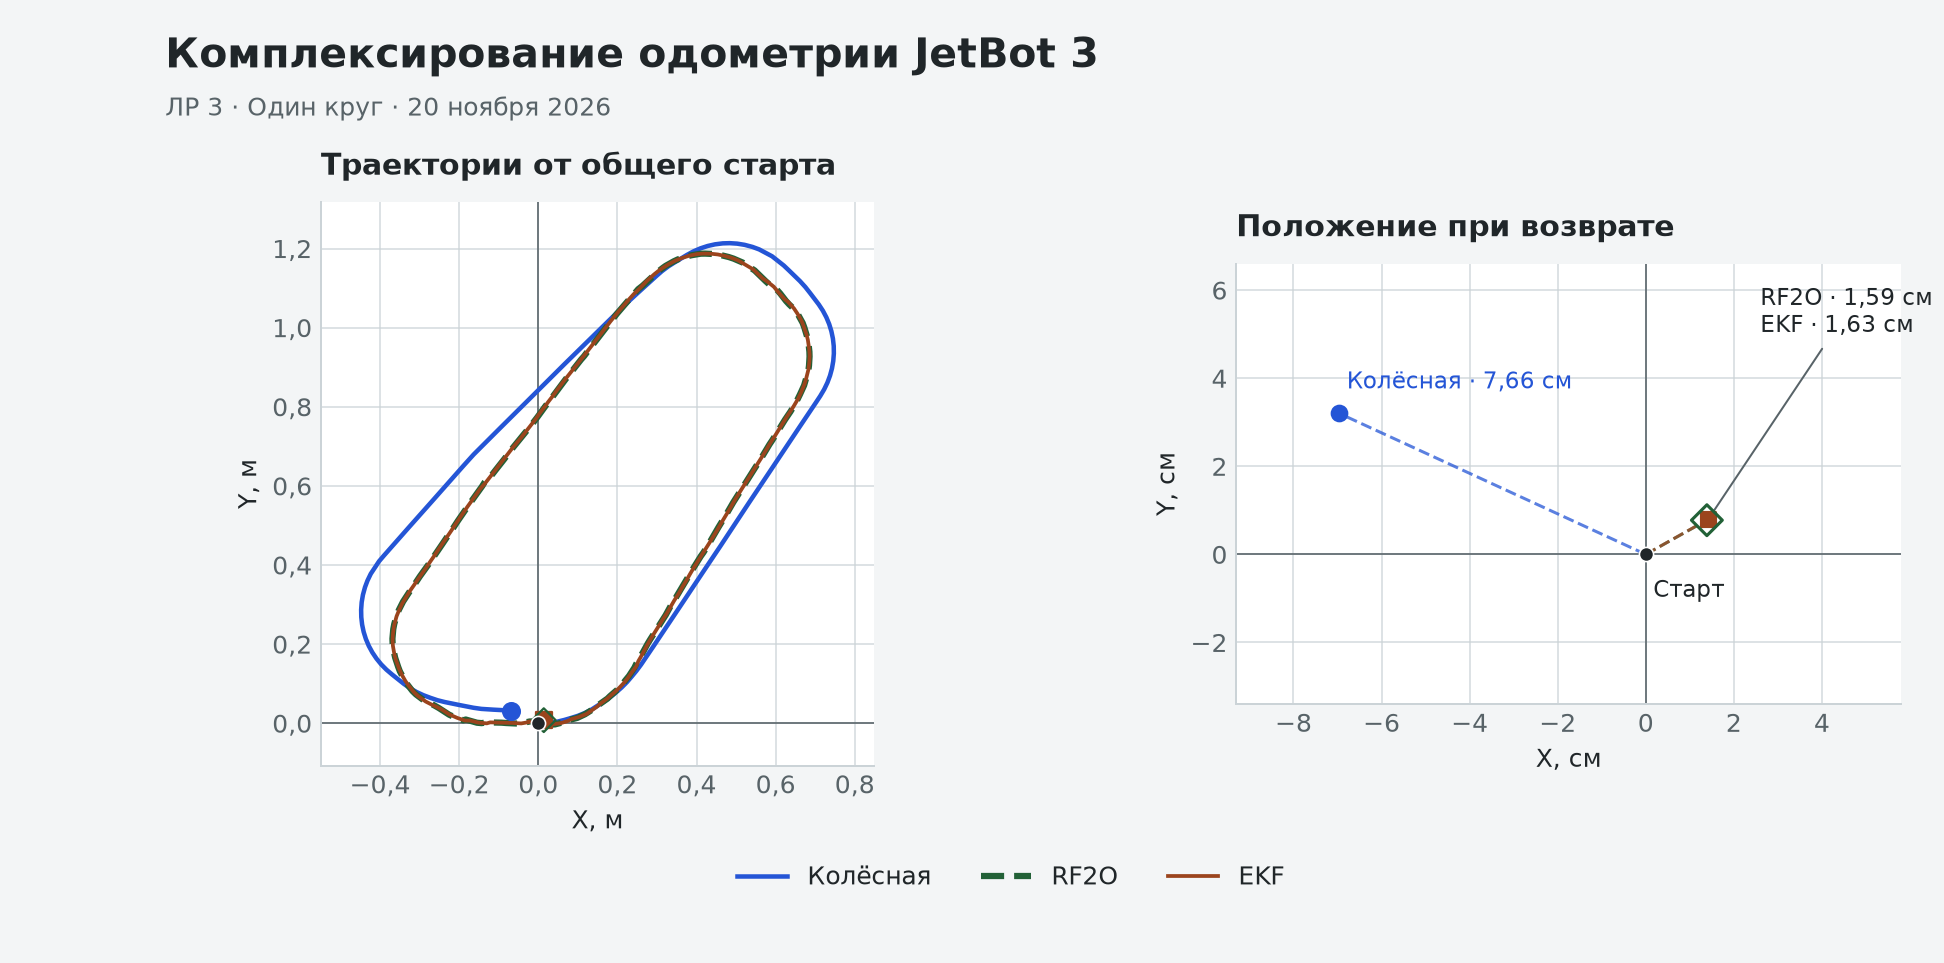 Комплексирование одометрии JetBot 3
ЛР 3 · Один круг · 20 ноября 2026
Траектории от общего старта
1,2
1,0
0,8
0,6
0,4
0,2
0,0
Y, м
−0,4 −0,2 0,0 0,2 0,4 0,6 0,8
X, м
Положение при возврате
6
4
2
0
−2
Y, см
RF2O · 1,59 см
EKF · 1,63 см
Колёсная · 7,66 см
Старт
−8 −6 −4 −2 0 2 4
X, см
Колёсная RF2O EKF